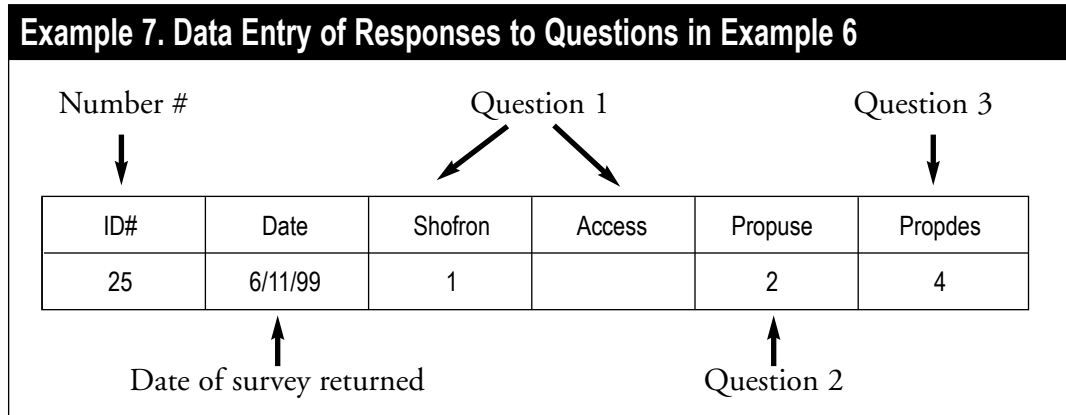 Example 7. Data Entry of Responses to Questions in Example 6
Number # Question 1 Question 3
ID# Date Shofron Access Propuse Propdes
25 6/11/99 1 2 4
Date of survey returned Question 2